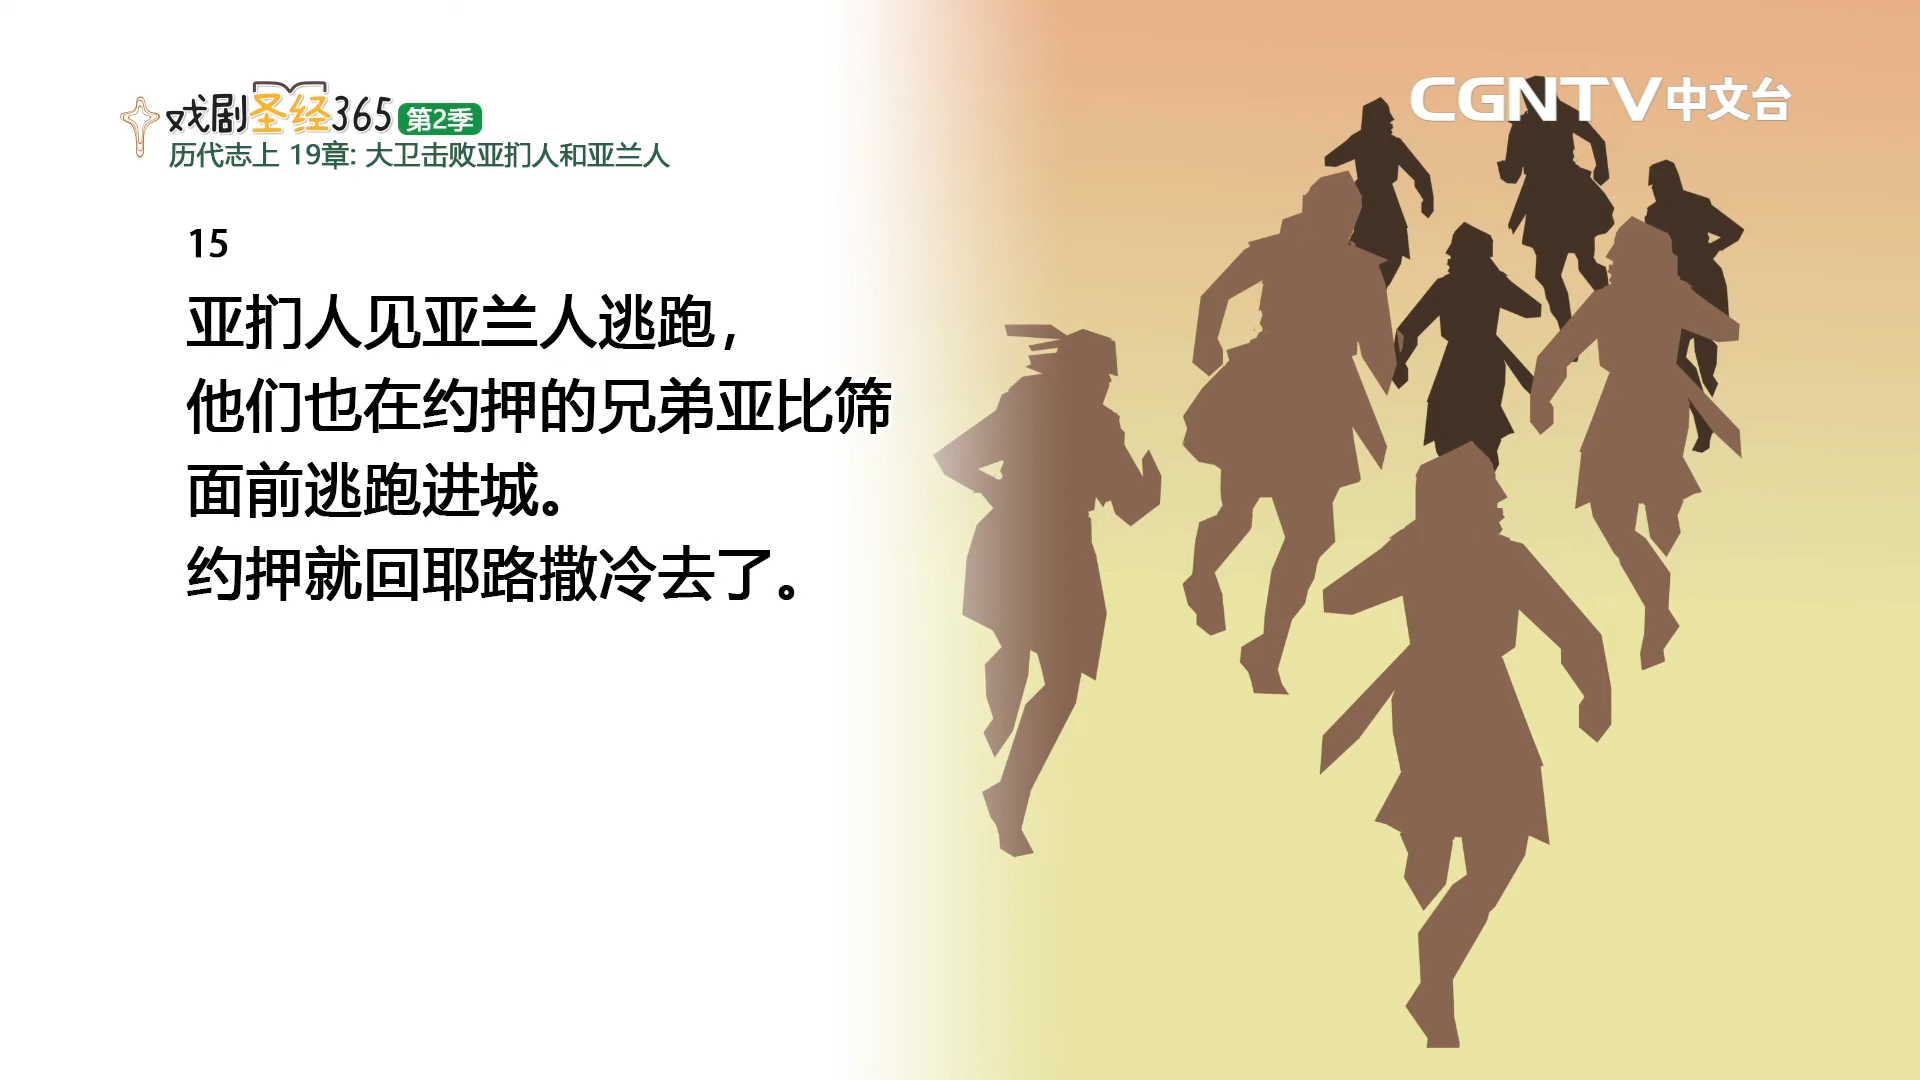 戏剧圣经365 第2季
CGNTV中文台
历代志上 19章: 大卫击败亚扪人和亚兰人
15
亚扪人见亚兰人逃跑，
他们也在约押的兄弟亚比筛
面前逃跑进城。
约押就回耶路撒冷去了。